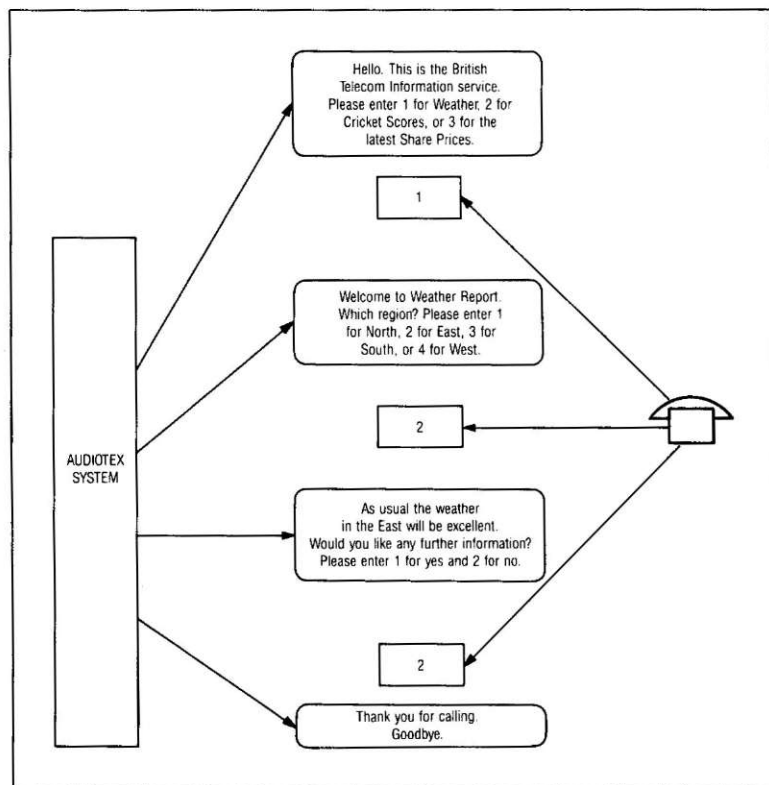 Hello. This is the British
Telecom Information service.
Please enter 1 for Weather, 2 for
Cricket Scores, or 3 for the
latest Share Prices.
1
Welcome to Weather Report.
Which region? Please enter 1
for North, 2 for East, 3 for
South, or 4 for West.
2
AUDIOTEX
SYSTEM
As usual the weather
in the East will be excellent.
Would you like any further information?
Please enter 1 for yes and 2 for no.
2
Thank you for calling.
Goodbye.